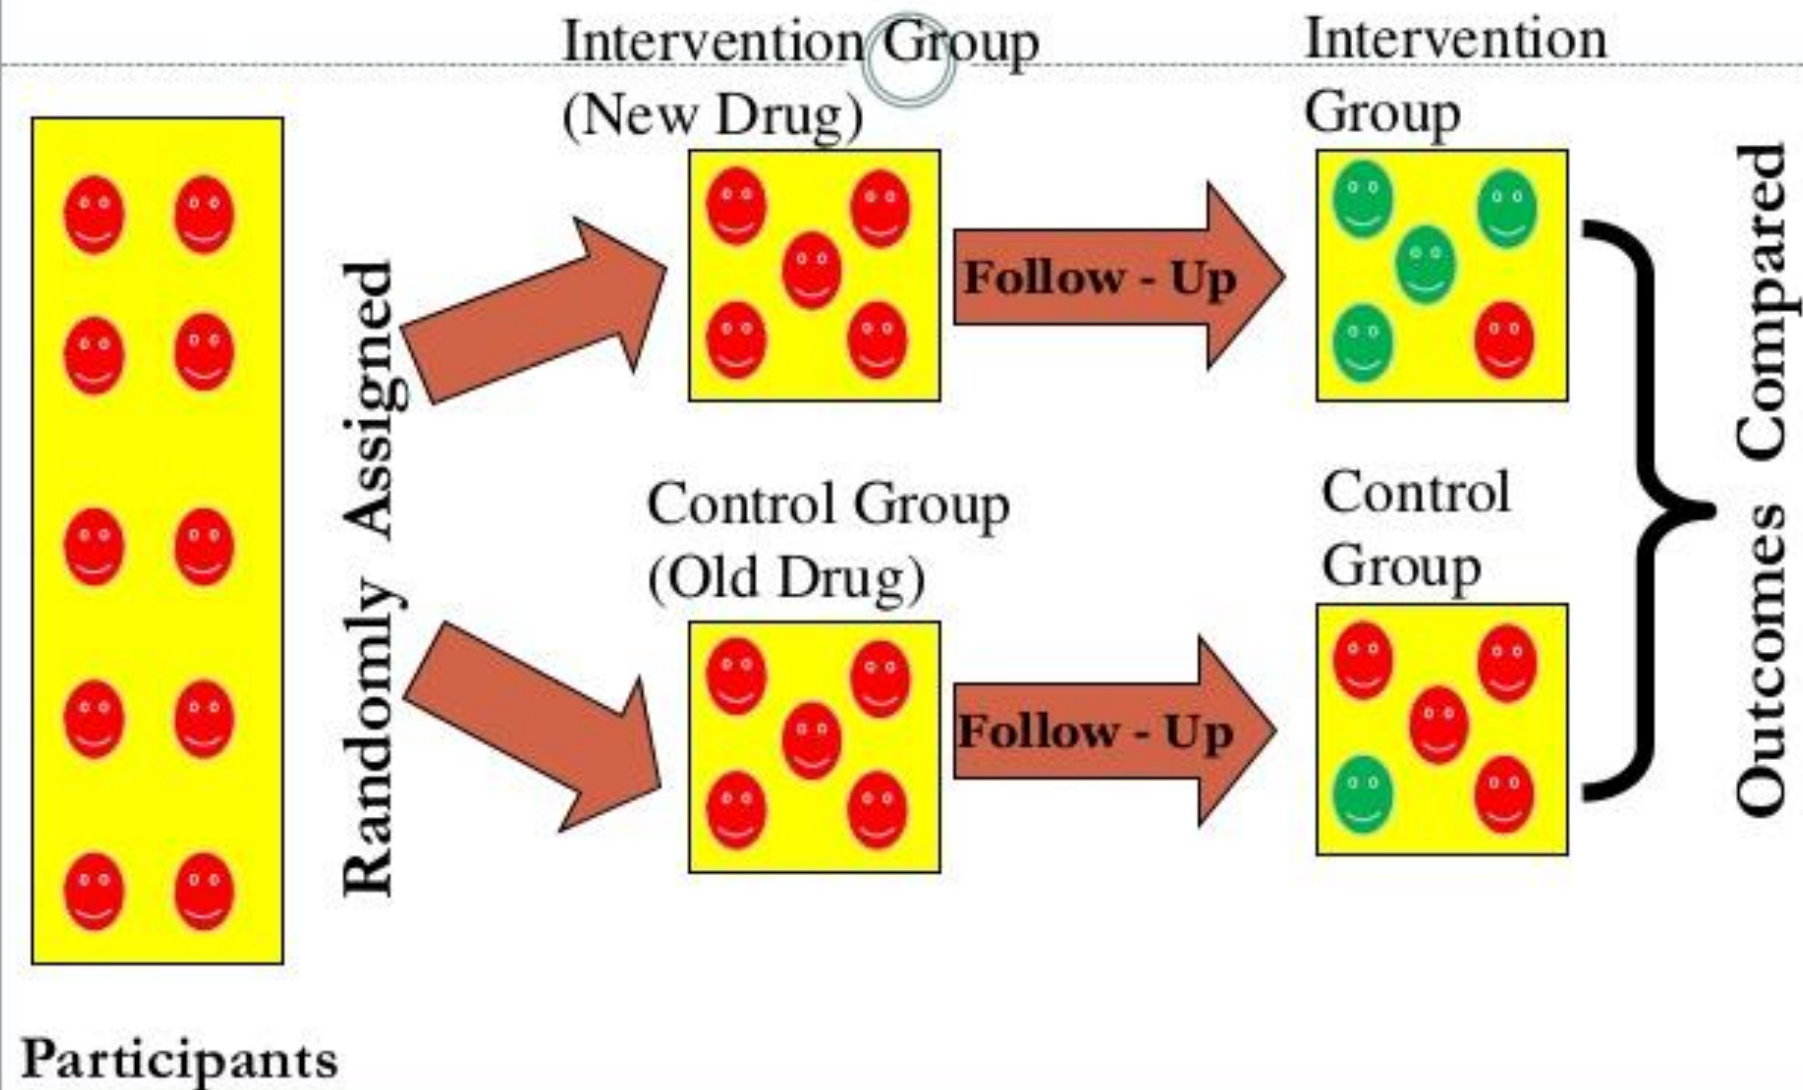 Intervention Group
(New Drug)
Intervention
Group
Randomly Assigned
Follow - Up
Control Group
(Old Drug)
Control
Group
Follow - Up
Outcomes Compared
Participants